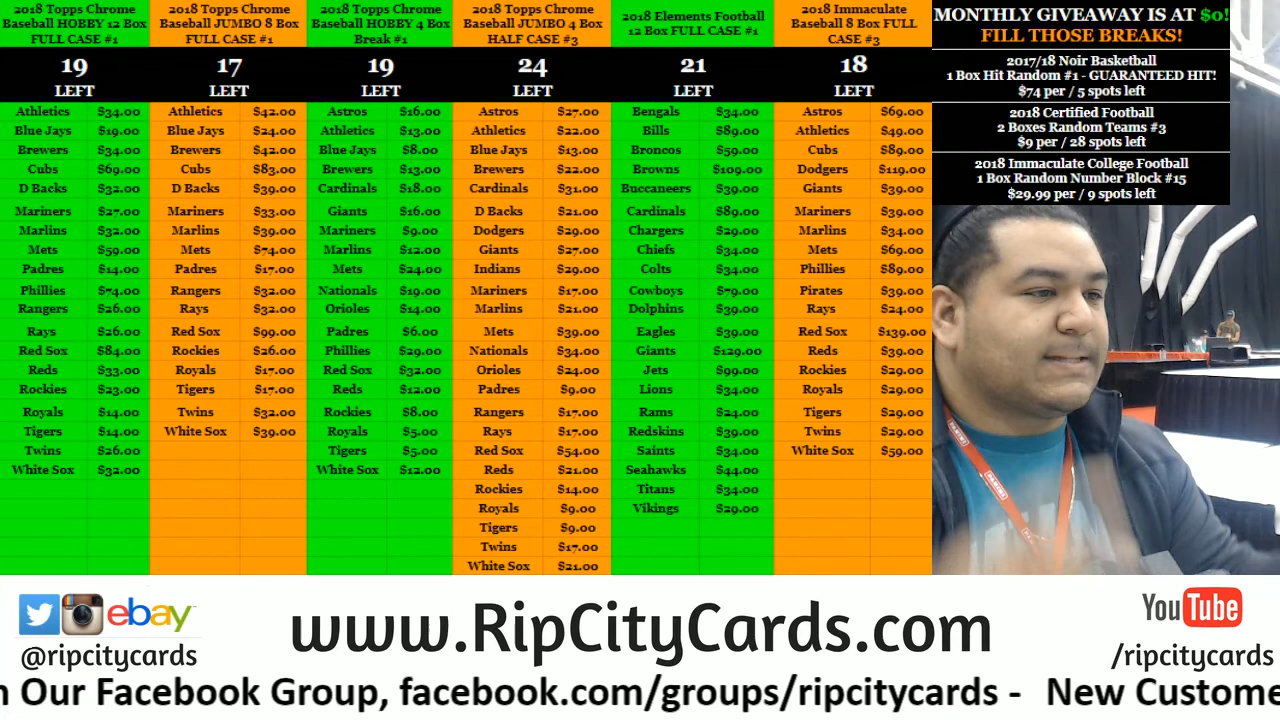 2018 Topps Chrome
Baseball HOBBY 12 Box
FULL CASE #1
19
LEFT
Athletics $34.00
Blue Jays $19.00
Brewers $34.00
Cubs $69.00
D Backs $32.00
Mariners $27.00
Marlins $32.00
Mets $59.00
Padres $14.00
Phillies $74.00
Rangers $26.00
Rays $26.00
Red Sox $84.00
Reds $33.00
Rockies $23.00
Royals $14.00
Tigers $14.00
Twins $26.00
White Sox $32.00
2018 Topps Chrome
Baseball JUMBO 8 Box
FULL CASE #1
17
LEFT
Athletics $42.00
Blue Jays $24.00
Brewers $42.00
Cubs $83.00
D Backs $39.00
Mariners $33.00
Marlins $39.00
Mets $74.00
Padres $17.00
Rangers $32.00
Rays $32.00
Red Sox $99.00
Rockies $26.00
Royals $17.00
Tigers $17.00
Twins $32.00
White Sox $39.00
2018 Topps Chrome
Baseball HOBBY 4 Box
Break #1
19
LEFT
Astros $16.00
Athletics $13.00
Blue Jays $8.00
Brewers $13.00
Cardinals $18.00
Giants $16.00
Mariners $9.00
Marlins $12.00
Mets $24.00
Nationals $19.00
Orioles $14.00
Padres $6.00
Phillies $29.00
Red Sox $32.00
Reds $12.00
Rockies $8.00
Royals $5.00
Tigers $5.00
White Sox $12.00
2018 Topps Chrome
Baseball JUMBO 4 Box
HALF CASE #3
24
LEFT
Astros $27.00
Athletics $22.00
Blue Jays $13.00
Brewers $22.00
Cardinals $31.00
D Backs $21.00
Dodgers $29.00
Giants $27.00
Indians $29.00
Mariners $17.00
Marlins $21.00
Mets $39.00
Nationals $34.00
Orioles $24.00
Padres $9.00
Rangers $17.00
Rays $17.00
Red Sox $54.00
Reds $21.00
Rockies $14.00
Royals $9.00
Tigers $9.00
Twins $17.00
White Sox $21.00
2018 Elements Football
12 Box FULL CASE #1
21
LEFT
Bengals $34.00
Bills $89.00
Broncos $59.00
Browns $109.00
Buccaneers $39.00
Cardinals $89.00
Chargers $29.00
Chiefs $34.00
Colts $34.00
Cowboys $79.00
Dolphins $39.00
Eagles $39.00
Giants $129.00
Jets $99.00
Lions $34.00
Rams $24.00
Redskins $39.00
Saints $34.00
Seahawks $44.00
Titans $34.00
Vikings $29.00
2018 Immaculate
Baseball 8 Box FULL
CASE #3
18
LEFT
Astros $69.00
Athletics $49.00
Cubs $89.00
Dodgers $119.00
Giants $39.00
Mariners $39.00
Marlins $34.00
Mets $69.00
Phillies $89.00
Pirates $39.00
Rays $24.00
Red Sox $139.00
Reds $39.00
Rockies $29.00
Royals $29.00
Tigers $29.00
Twins $29.00
White Sox $59.00
MONTHLY GIVEAWAY IS AT $0!
FILL THOSE BREAKS!
2017/18 Noir Basketball
1 Box Hit Random #1 - GUARANTEED HIT!
$74 per / 5 spots left
2018 Certified Football
2 Boxes Random Teams #3
$9 per / 28 spots left
2018 Immaculate College Football
1 Box Random Number Block #15
$29.99 per / 9 spots left
PANINI
ebay
@ripcitycards
www.RipCityCards.com
YouTube
/ripcitycards
n Our Facebook Group, facebook.com/groups/ripcitycards - New Custome